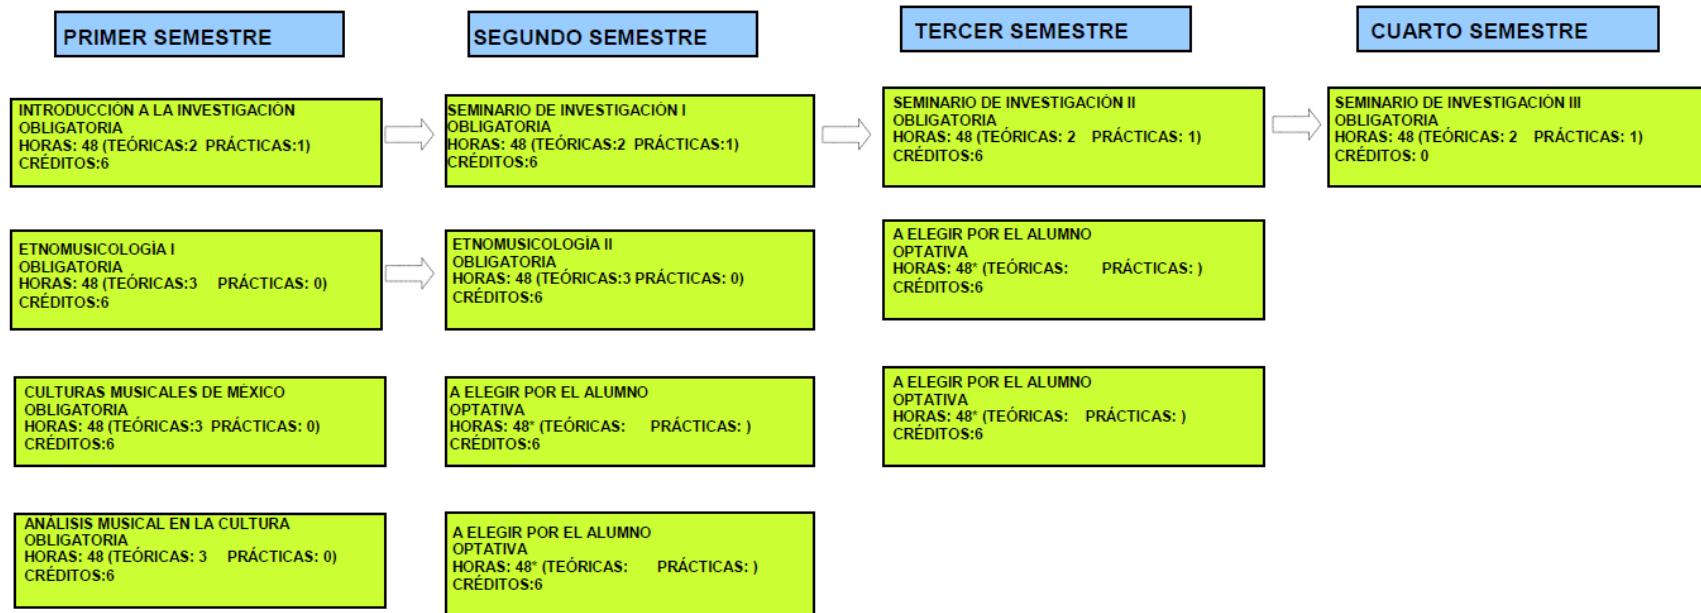 PRIMER SEMESTRE
SEGUNDO SEMESTRE
TERCER SEMESTRE
CUARTO SEMESTRE
INTRODUCCIÓN A LA INVESTIGACIÓN
OBLIGATORIA
HORAS: 48 (TEÓRICAS:2 PRÁCTICAS:1)
CRÉDITOS:6
SEMINARIO DE INVESTIGACIÓN I
OBLIGATORIA
HORAS: 48 (TEÓRICAS:2 PRÁCTICAS:1)
CRÉDITOS:6
SEMINARIO DE INVESTIGACIÓN II
OBLIGATORIA
HORAS: 48 (TEÓRICAS: 2 PRÁCTICAS: 1)
CRÉDITOS:6
SEMINARIO DE INVESTIGACIÓN III
OBLIGATORIA
HORAS: 48 (TEÓRICAS: 2 PRÁCTICAS: 1)
CRÉDITOS: 0
ETNOMUSICOLOGÍA I
OBLIGATORIA
HORAS: 48 (TEÓRICAS:3 PRÁCTICAS: 0)
CRÉDITOS:6
ETNOMUSICOLOGÍA II
OBLIGATORIA
HORAS: 48 (TEÓRICAS:3 PRÁCTICAS: 0)
CRÉDITOS:6
A ELEGIR POR EL ALUMNO
OPTATIVA
HORAS: 48* (TEÓRICAS: PRÁCTICAS: )
CRÉDITOS:6
CULTURAS MUSICALES DE MÉXICO
OBLIGATORIA
HORAS: 48 (TEÓRICAS:3 PRÁCTICAS: 0)
CRÉDITOS:6
A ELEGIR POR EL ALUMNO
OPTATIVA
HORAS: 48* (TEÓRICAS: PRÁCTICAS: )
CRÉDITOS:6
A ELEGIR POR EL ALUMNO
OPTATIVA
HORAS: 48* (TEÓRICAS: PRÁCTICAS: )
CRÉDITOS:6
ANÁLISIS MUSICAL EN LA CULTURA
OBLIGATORIA
HORAS: 48 (TEÓRICAS: 3 PRÁCTICAS: 0)
CRÉDITOS:6
A ELEGIR POR EL ALUMNO
OPTATIVA
HORAS: 48* (TEÓRICAS: PRÁCTICAS: )
CRÉDITOS:6